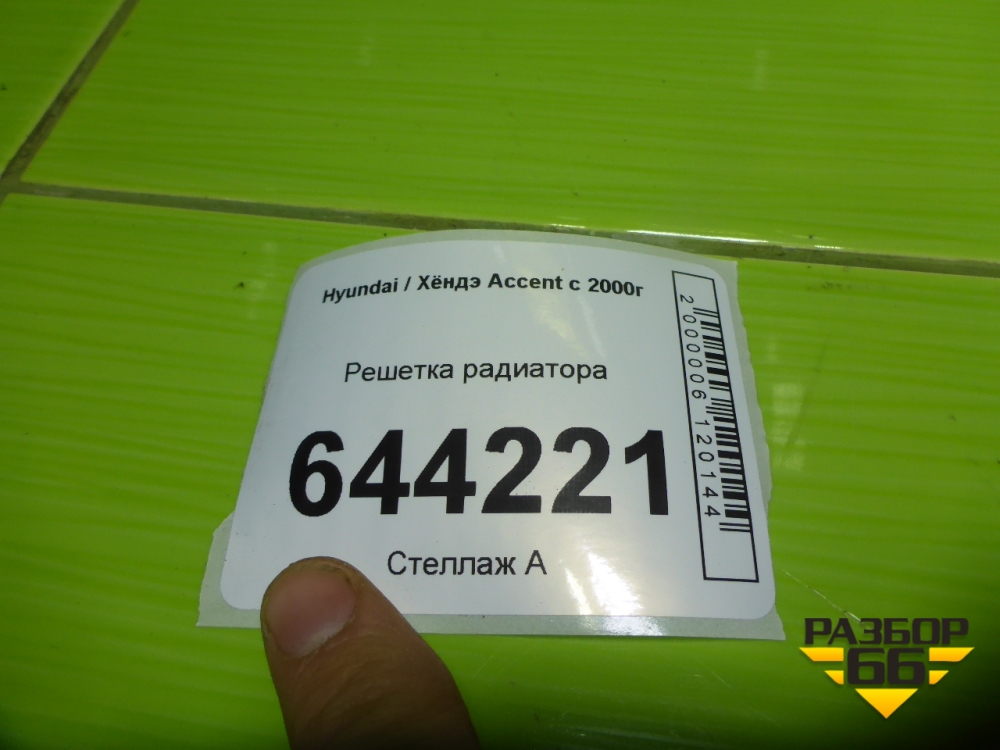 Hyundai / Хёндэ Accent с 2000г
Решетка радиатора
644221
Стеллаж А
2000006120144
РАЗБОР
66